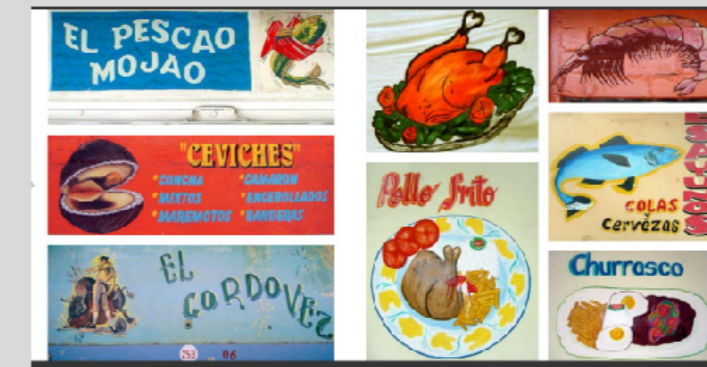 EL PESCAO
MOJAO
"CEVICHES"
*CONCHA *CAMARON
*MIXTOS *ENCEBOLLADOS
*MAREMOTOS *BANDERAS
EL
CORDOVEZ
253 06
Pollo frito
COLAS
Y
Cervezas
Churrasco